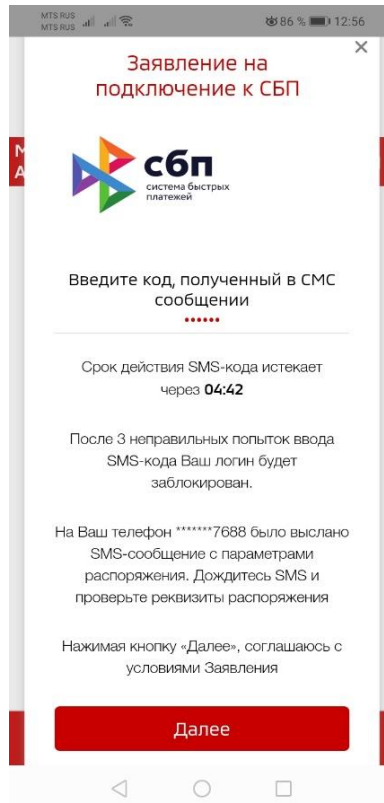 MTS RUS
MTS RUS
86 % 12:56
Заявление на
подключение к СБП
сбп
система быстрых
платежей
Введите код, полученный в СМС
сообщении
••••••
Срок действия SMS-кода истекает
через 04:42
После 3 неправильных попыток ввода
SMS-кода Ваш логин будет
заблокирован.
На Ваш телефон *******7688 было выслано
SMS-сообщение с параметрами
распоряжения. Дождитесь SMS и
проверьте реквизиты распоряжения
Нажимая кнопку «Далее», соглашаюсь с
условиями Заявления
Далее